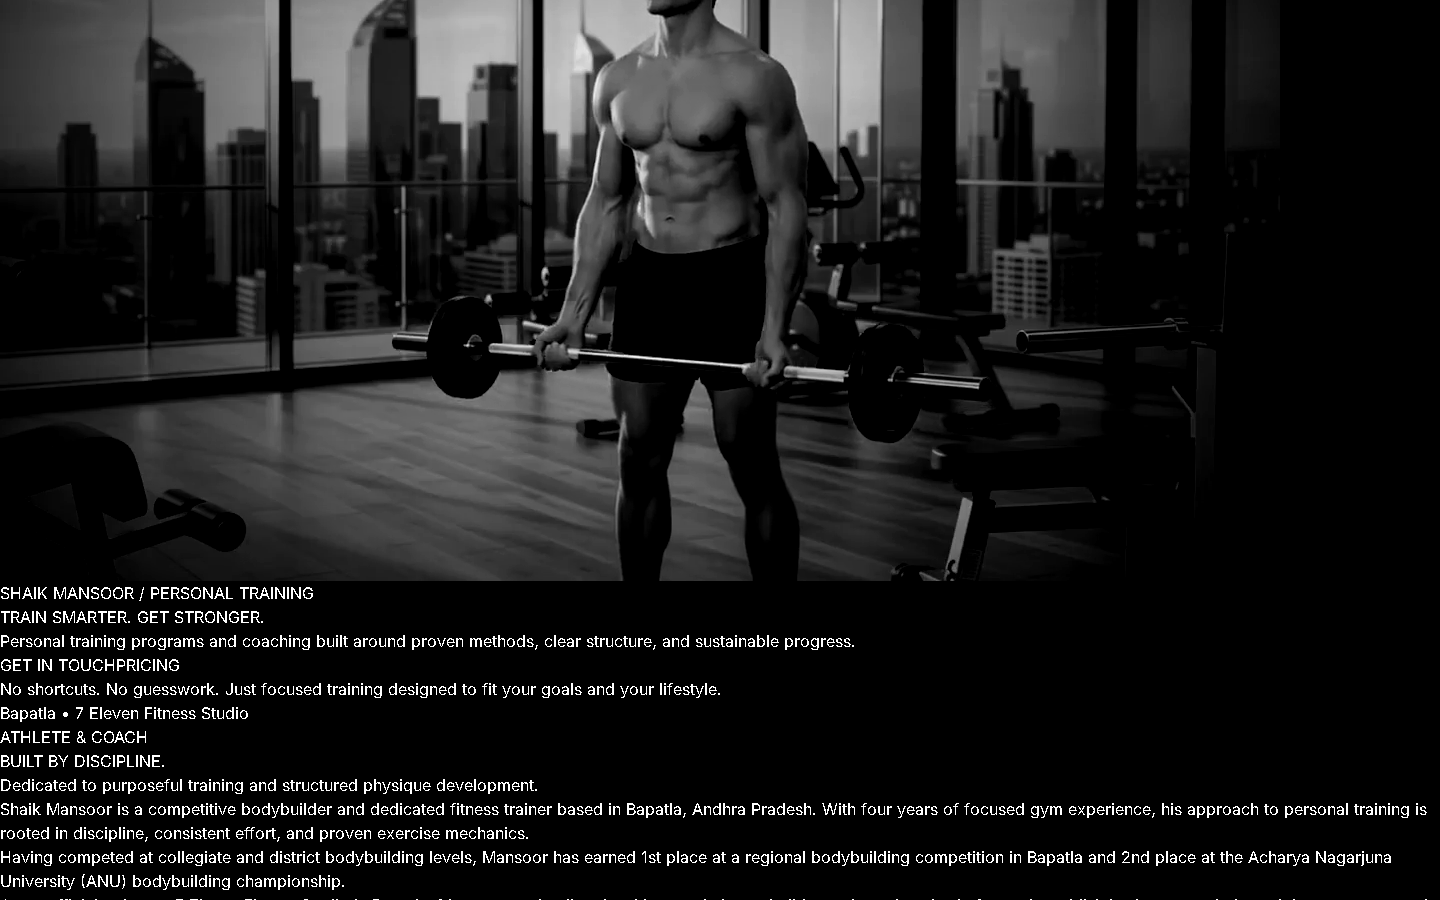 SHAIK MANSOOR / PERSONAL TRAINING
TRAIN SMARTER. GET STRONGER.
Personal training programs and coaching built around proven methods, clear structure, and sustainable progress.
GET IN TOUCHPRICING
No shortcuts. No guesswork. Just focused training designed to fit your goals and your lifestyle.
Bapatla • 7 Eleven Fitness Studio
ATHLETE & COACH
BUILT BY DISCIPLINE.
Dedicated to purposeful training and structured physique development.
Shaik Mansoor is a competitive bodybuilder and dedicated fitness trainer based in Bapatla, Andhra Pradesh. With four years of focused gym experience, his approach to personal training is
rooted in discipline, consistent effort, and proven exercise mechanics.
Having competed at collegiate and district bodybuilding levels, Mansoor has earned 1st place at a regional bodybuilding competition in Bapatla and 2nd place at the Acharya Nagarjuna
University (ANU) bodybuilding championship.